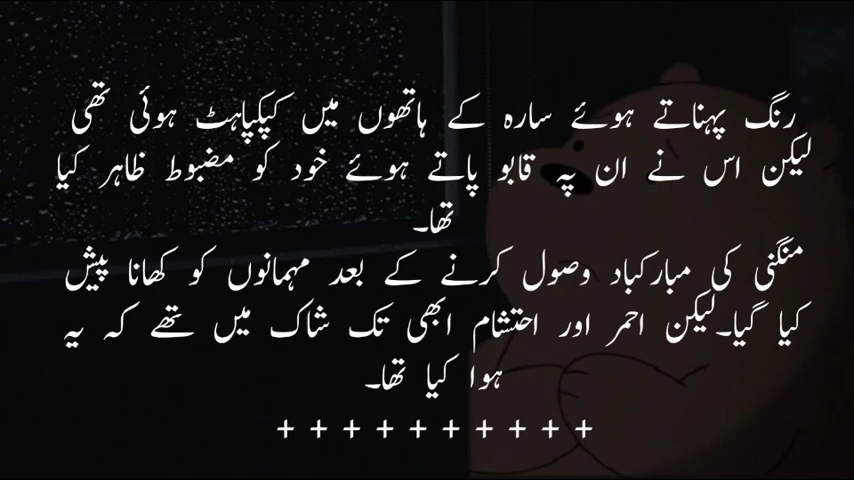 رنگ پہناتے ہوئے سارہ کے ہاتھوں میں کپکپاہٹ ہوئی تھی
لیکن اس نے ان پہ قابو پاتے ہوئے خود کو مضبوط ظاہر کیا
تھا۔
منگنی کی مبارکباد وصول کرنے کے بعد مہمانوں کو کھانا پیش
کیا گیا۔لیکن احمر اور احتشام ابھی تک شاک میں تھے کہ یہ
ہوا کیا تھا۔
++++++++++